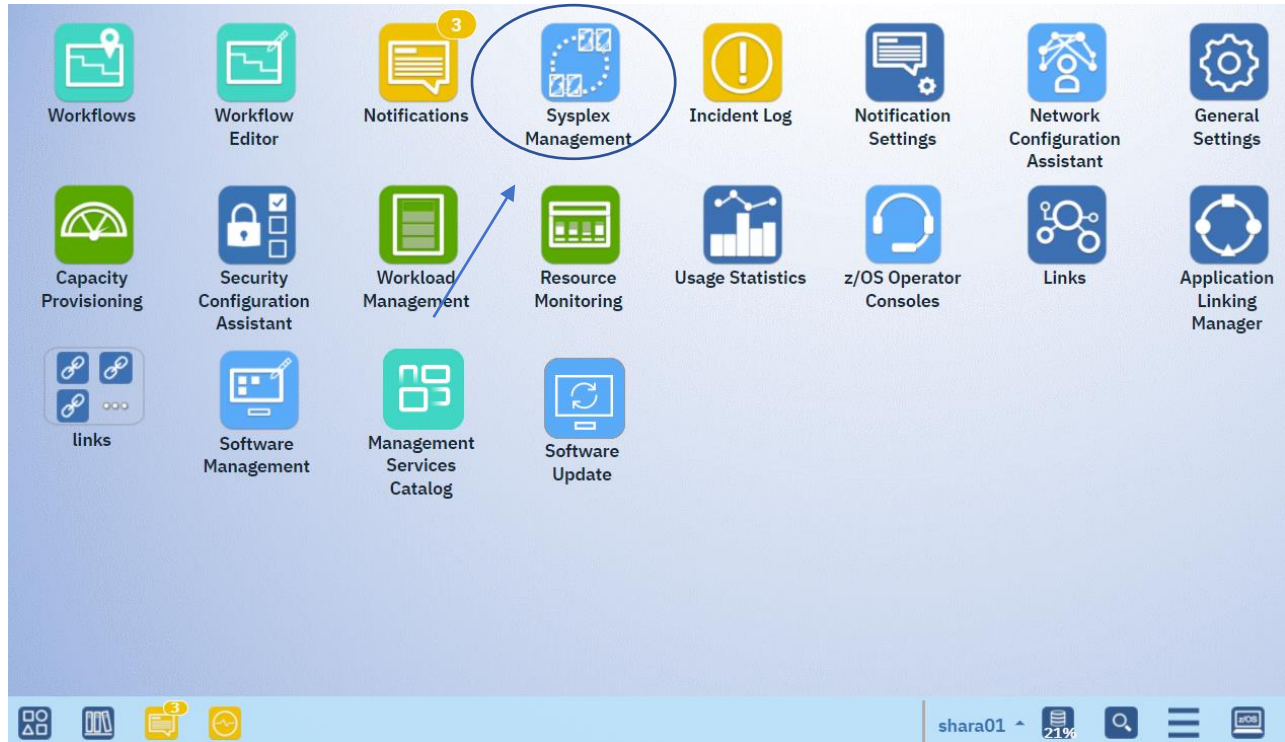 3
Workflows
Workflow
Editor
Notifications
Sysplex
Management
Incident Log
Notification
Settings
Network
Configuration
Assistant
General
Settings
Capacity
Provisioning
Security
Configuration
Assistant
Workload
Management
Resource
Monitoring
Usage Statistics
z/OS Operator
Consoles
Links
Application
Linking
Manager
links
Software
Management
Management
Services
Catalog
Software
Update
3
shara01
21%
z/OS